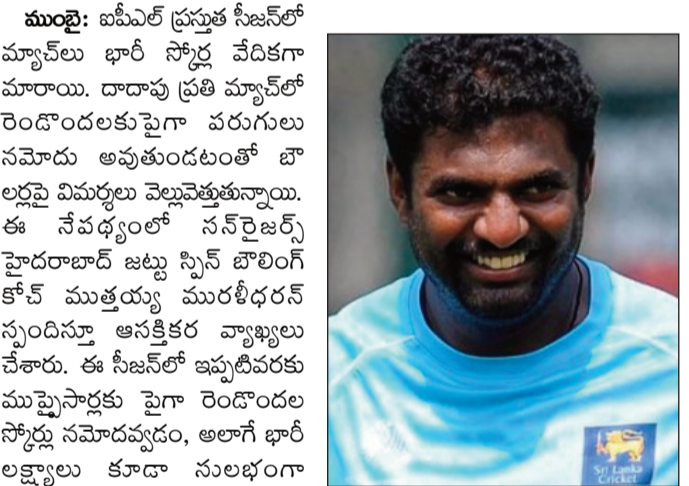 ముంబై: ఐపీఎల్ ప్రస్తుత సీజన్‌లో
మ్యాచ్‌లు భారీ స్కోర్ల వేదికగా
మారాయి. దాదాపు ప్రతి మ్యాచ్‌లో
రెండొందలకుపైగా పరుగులు
నమోదు అవుతుండటంతో బౌ
లర్లపై విమర్శలు వెల్లువెత్తుతున్నాయి.
ఈ నేపథ్యంలో సన్‌రైజర్స్
హైదరాబాద్ జట్టు స్పిన్ బౌలింగ్
కోచ్ ముత్తయ్య మురళీధరన్
స్పందిస్తూ ఆసక్తికర వ్యాఖ్యలు
చేశారు. ఈ సీజన్‌లో ఇప్పటివరకు
ముప్పైసార్లకు పైగా రెండొందల
స్కోర్లు నమోదవ్వడం, అలాగే భారీ
లక్ష్యాలు కూడా సులభంగా
Sri Lanka
Cricket